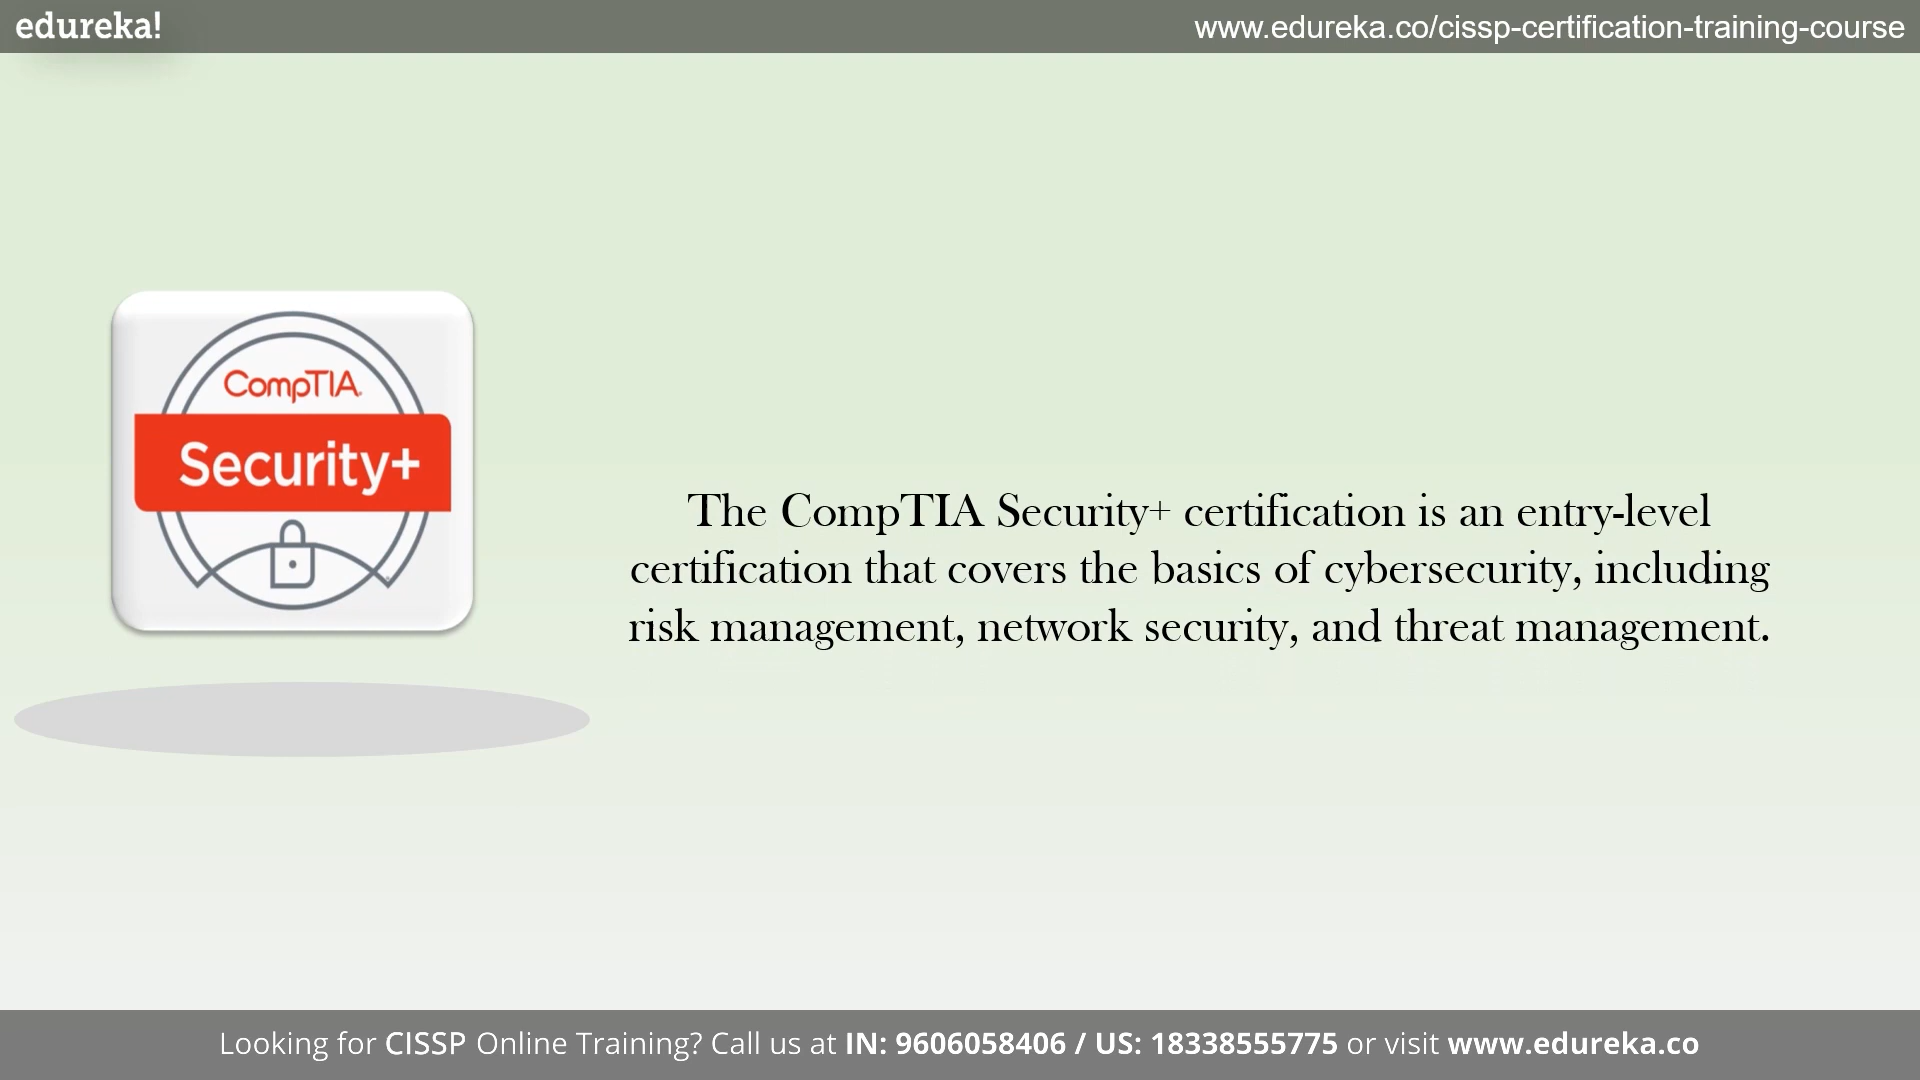 edureka!
www.edureka.co/cissp-certification-training-course
CompTIA.
Security+
The CompTIA Security+ certification is an entry-level
certification that covers the basics of cybersecurity, including
risk management, network security, and threat management.
Looking for CISSP Online Training? Call us at IN: 9606058406 / US: 18338555775 or visit www.edureka.co